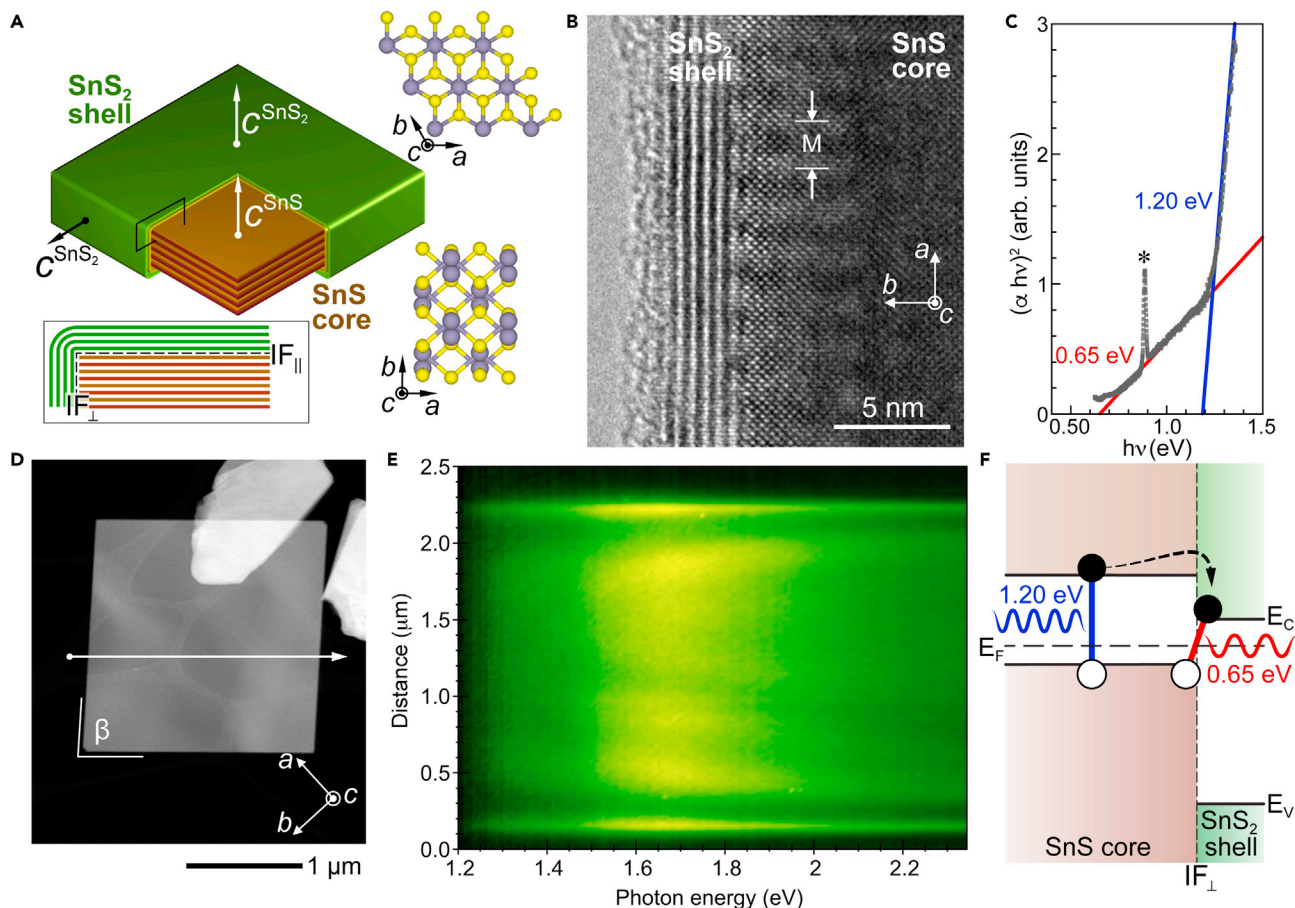 A
SnS₂
shell
C^SnS₂
C^SnS
C^SnS₂
SnS
core
IF∥
IF⊥
b
c
a
b
c
a
B
SnS₂
shell
SnS
core
M
a
b
c
5 nm
C
(α hν)² (arb. units)
3
2
1
0
1.20 eV
*
0.65 eV
0.50
1.0
1.5
hν(eV)
D
β
a
c
b
1 μm
E
Distance (μm)
2.5
2.0
1.5
1.0
0.5
0.0
1.2
1.4
1.6
1.8
2
2.2
Photon energy (eV)
F
1.20 eV
E_C
E_F
0.65 eV
E_V
SnS core
SnS₂
shell
IF⊥